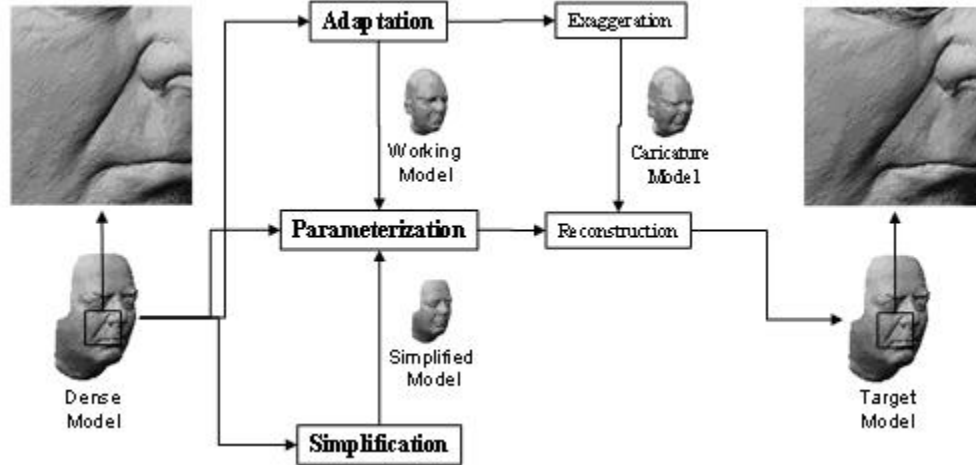 Adaptation
Exaggeration
Working
Model
Caricature
Model
Parameterization
Reconstruction
Simplified
Model
Dense
Model
Target
Model
Simplification